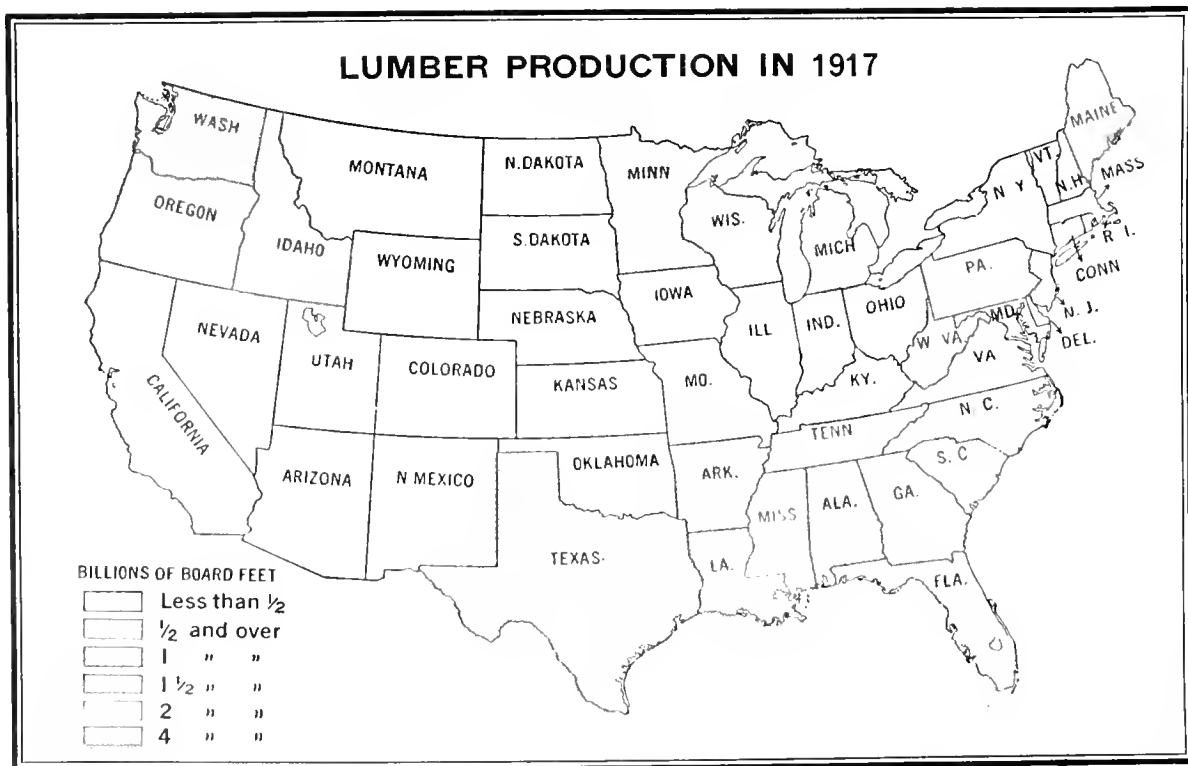 LUMBER PRODUCTION IN 1917
WASH
MONTANA
N.DAKOTA
MINN
MAINE
VT.
N.H.
MASS
N Y
OREGON
IDAHO
WYOMING
S.DAKOTA
WIS.
MICH
R I.
CONN
PA.
IOWA
NEBRASKA
NEVADA
UTAH
COLORADO
ILL
IND.
OHIO
MD.
N. J.
DEL.
W VA.
VA
CALIFORNIA
KANSAS
MO.
KY.
N. C.
TENN
S. C
ARIZONA
N MEXICO
OKLAHOMA
ARK.
MISS
ALA.
GA.
TEXAS.
LA.
FLA.
BILLIONS OF BOARD FEET
Less than ½
½ and over
1 " "
1 ½ " "
2 " "
4 " "